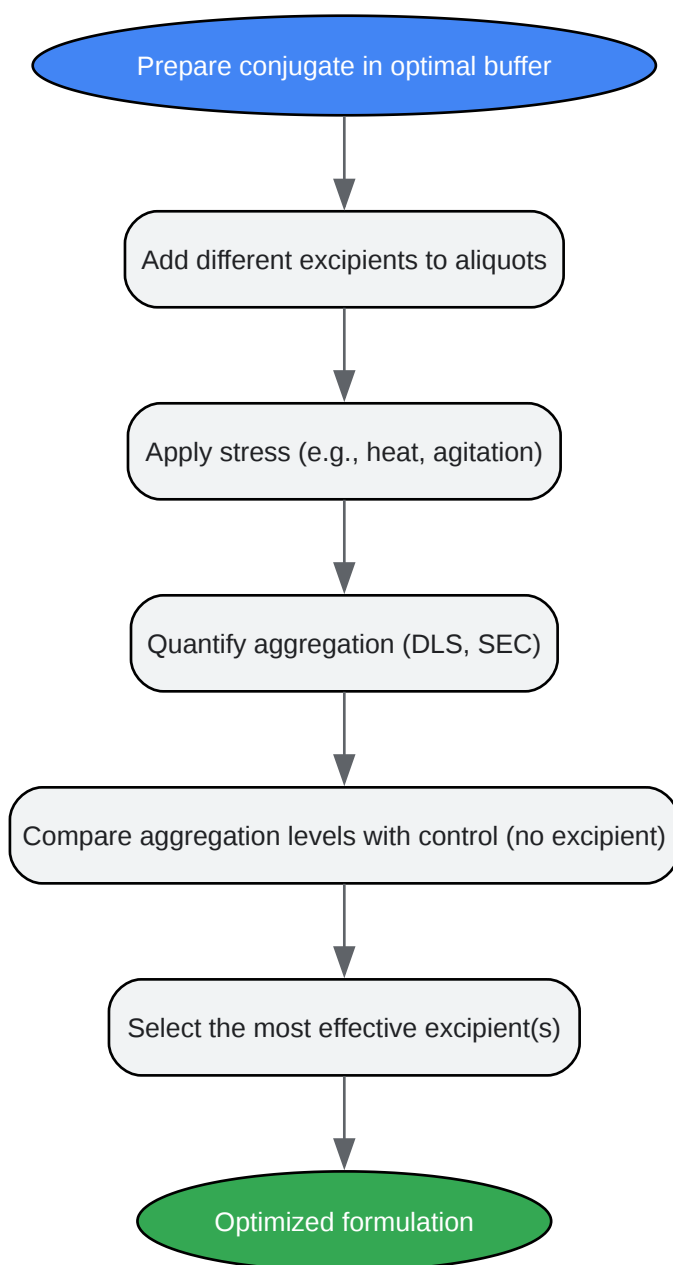 Prepare conjugate in optimal buffer
Add different excipients to aliquots
Apply stress (e.g., heat, agitation)
Quantify aggregation (DLS, SEC)
Compare aggregation levels with control (no excipient)
Select the most effective excipient(s)
Optimized formulation